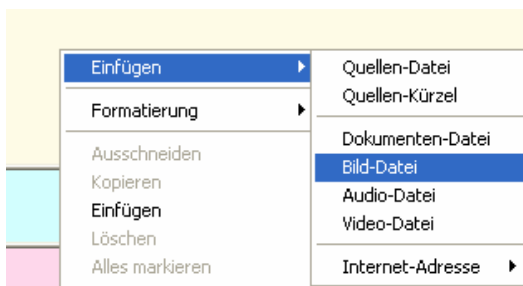 Einfügen
Formatierung
Ausschneiden
Kopieren
Einfügen
Löschen
Alles markieren
Quellen-Datei
Quellen-Kürzel
Dokumenten-Datei
Bild-Datei
Audio-Datei
Video-Datei
Internet-Adresse